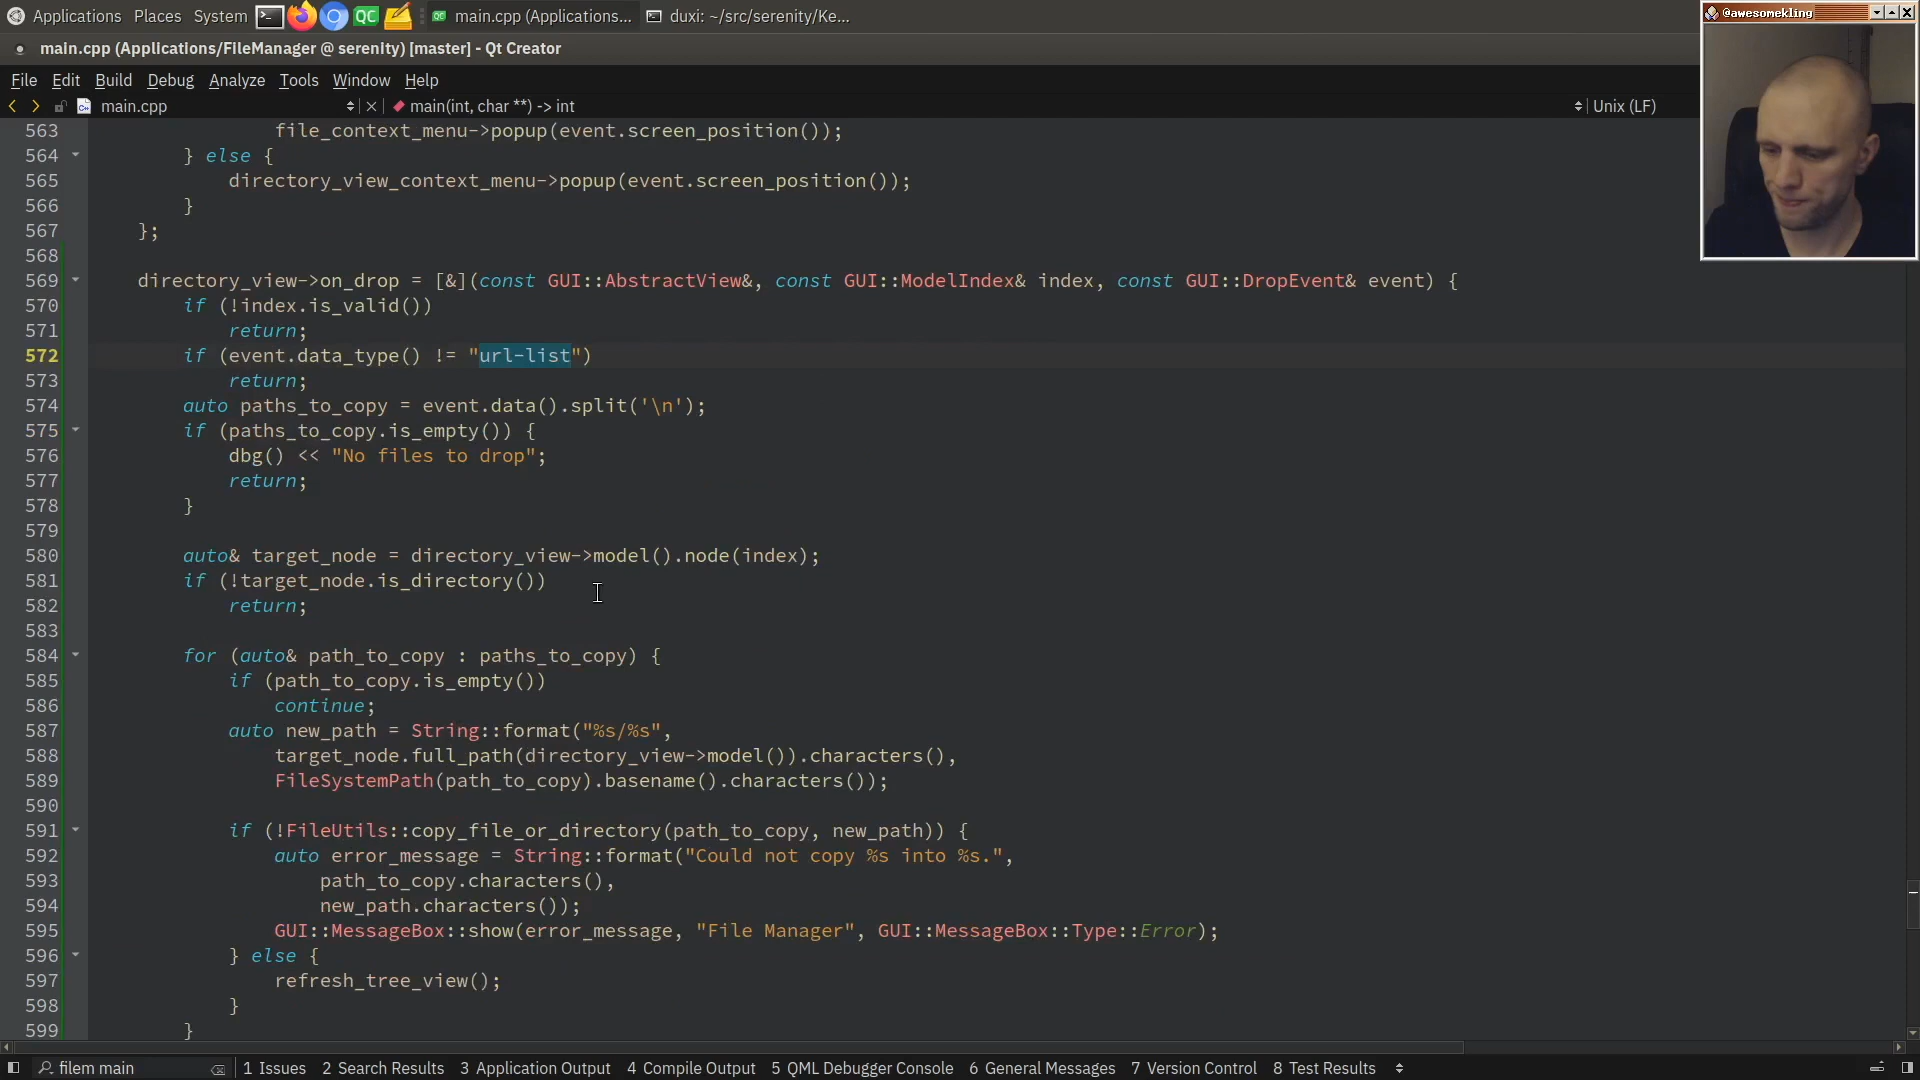 Applications Places System main.cpp (Applications... duxi: ~/src/serenity/Ke...
@awesomekling
main.cpp (Applications/FileManager @ serenity) [master] - Qt Creator
File Edit Build Debug Analyze Tools Window Help
main.cpp main(int, char **) -> int Unix (LF)
563 file_context_menu->popup(event.screen_position());
564 } else {
565 directory_view_context_menu->popup(event.screen_position());
566 }
567 };
568
569 directory_view->on_drop = [&](const GUI::AbstractView&, const GUI::ModelIndex& index, const GUI::DropEvent& event) {
570 if (!index.is_valid())
571 return;
572 if (event.data_type() != "url-list")
573 return;
574 auto paths_to_copy = event.data().split('\n');
575 if (paths_to_copy.is_empty()) {
576 dbg() << "No files to drop";
577 return;
578 }
579
580 auto& target_node = directory_view->model().node(index);
581 if (!target_node.is_directory())
582 return;
583
584 for (auto& path_to_copy : paths_to_copy) {
585 if (path_to_copy.is_empty())
586 continue;
587 auto new_path = String::format("%s/%s",
588 target_node.full_path(directory_view->model()).characters(),
589 FileSystemPath(path_to_copy).basename().characters());
590
591 if (!FileUtils::copy_file_or_directory(path_to_copy, new_path)) {
592 auto error_message = String::format("Could not copy %s into %s.",
593 path_to_copy.characters(),
594 new_path.characters());
595 GUI::MessageBox::show(error_message, "File Manager", GUI::MessageBox::Type::Error);
596 } else {
597 refresh_tree_view();
598 }
599 }
filem main 1 Issues 2 Search Results 3 Application Output 4 Compile Output 5 QML Debugger Console 6 General Messages 7 Version Control 8 Test Results